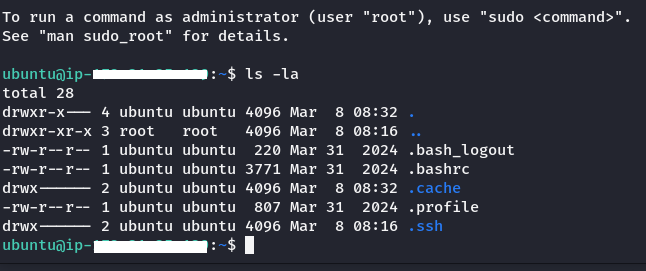 To run a command as administrator (user "root"), use "sudo <command>".
See "man sudo_root" for details.
ubuntu@ip- :~$ ls -la
total 28
drwxr-x--- 4 ubuntu ubuntu 4096 Mar  8 08:32 .
drwxr-xr-x 3 root   root   4096 Mar  8 08:16 ..
-rw-r--r-- 1 ubuntu ubuntu  220 Mar 31  2024 .bash_logout
-rw-r--r-- 1 ubuntu ubuntu 3771 Mar 31  2024 .bashrc
drwx------ 2 ubuntu ubuntu 4096 Mar  8 08:32 .cache
-rw-r--r-- 1 ubuntu ubuntu  807 Mar 31  2024 .profile
drwx------ 2 ubuntu ubuntu 4096 Mar  8 08:16 .ssh
ubuntu@ip- :~$